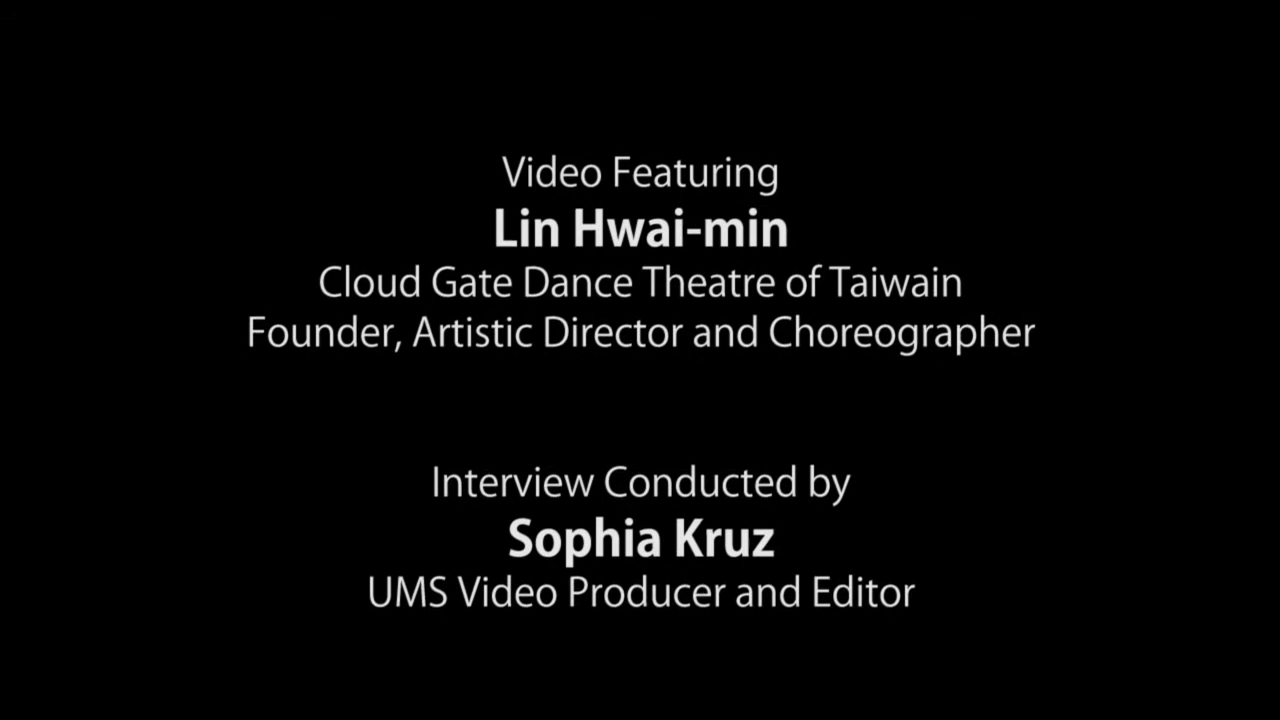 Video Featuring
Lin Hwai-min
Cloud Gate Dance Theatre of Taiwain
Founder, Artistic Director and Choreographer
Interview Conducted by
Sophia Kruz
UMS Video Producer and Editor